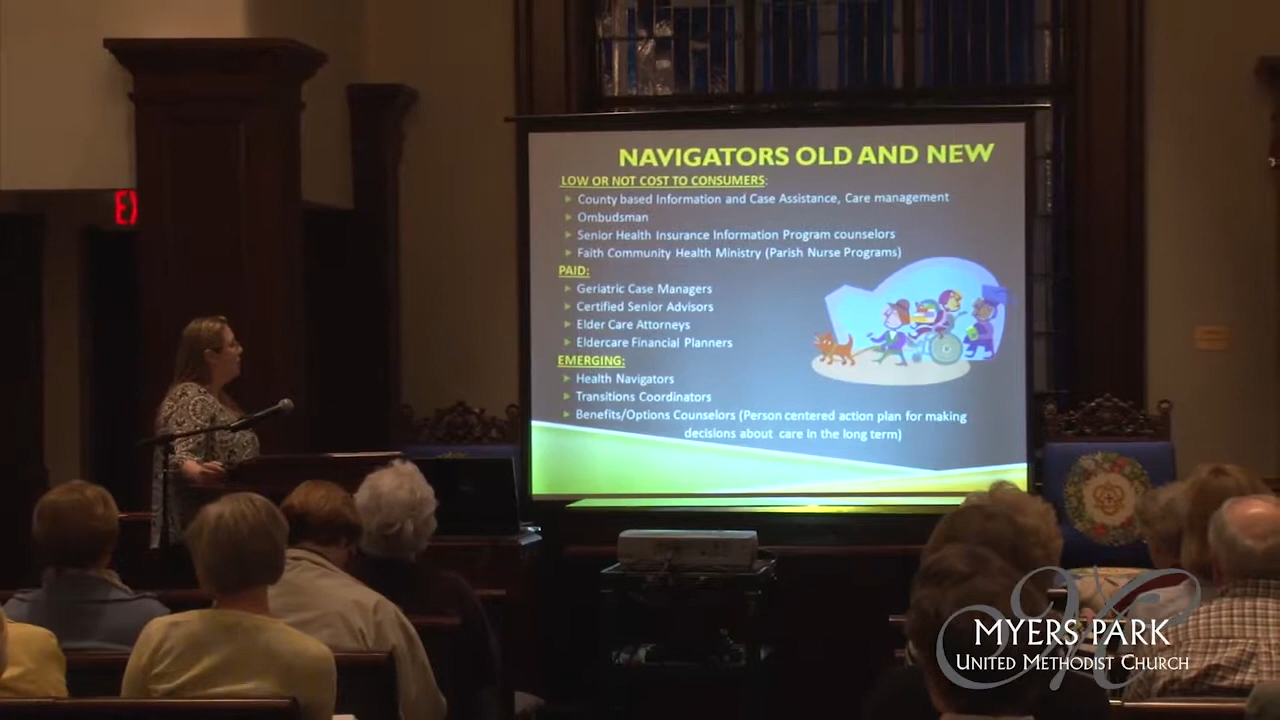 NAVIGATORS OLD AND NEW
LOW OR NOT COST TO CONSUMERS:
County based Information and Case Assistance, Care management
Ombudsman
Senior Health Insurance Information Program counselors
Faith Community Health Ministry (Parish Nurse Programs)
PAID:
Geriatric Case Managers
Certified Senior Advisors
Elder Care Attorneys
Eldercare Financial Planners
EMERGING:
Health Navigators
Transitions Coordinators
Benefits/Options Counselors (Person centered action plan for making
decisions about care in the long term)
MYERS PARK
UNITED METHODIST CHURCH